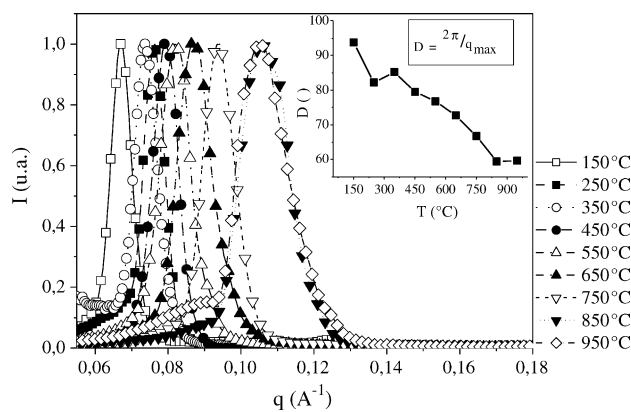 I (u.a.)
1,0
0,8
0,6
0,4
0,2
0,0
0,06
0,08
0,10
0,12
0,14
0,16
0,18
q (A⁻¹)
D = 2π/qmax
D ()
90
80
70
60
150
300
450
600
750
900
T (°C)
150°C
250°C
350°C
450°C
550°C
650°C
750°C
850°C
950°C